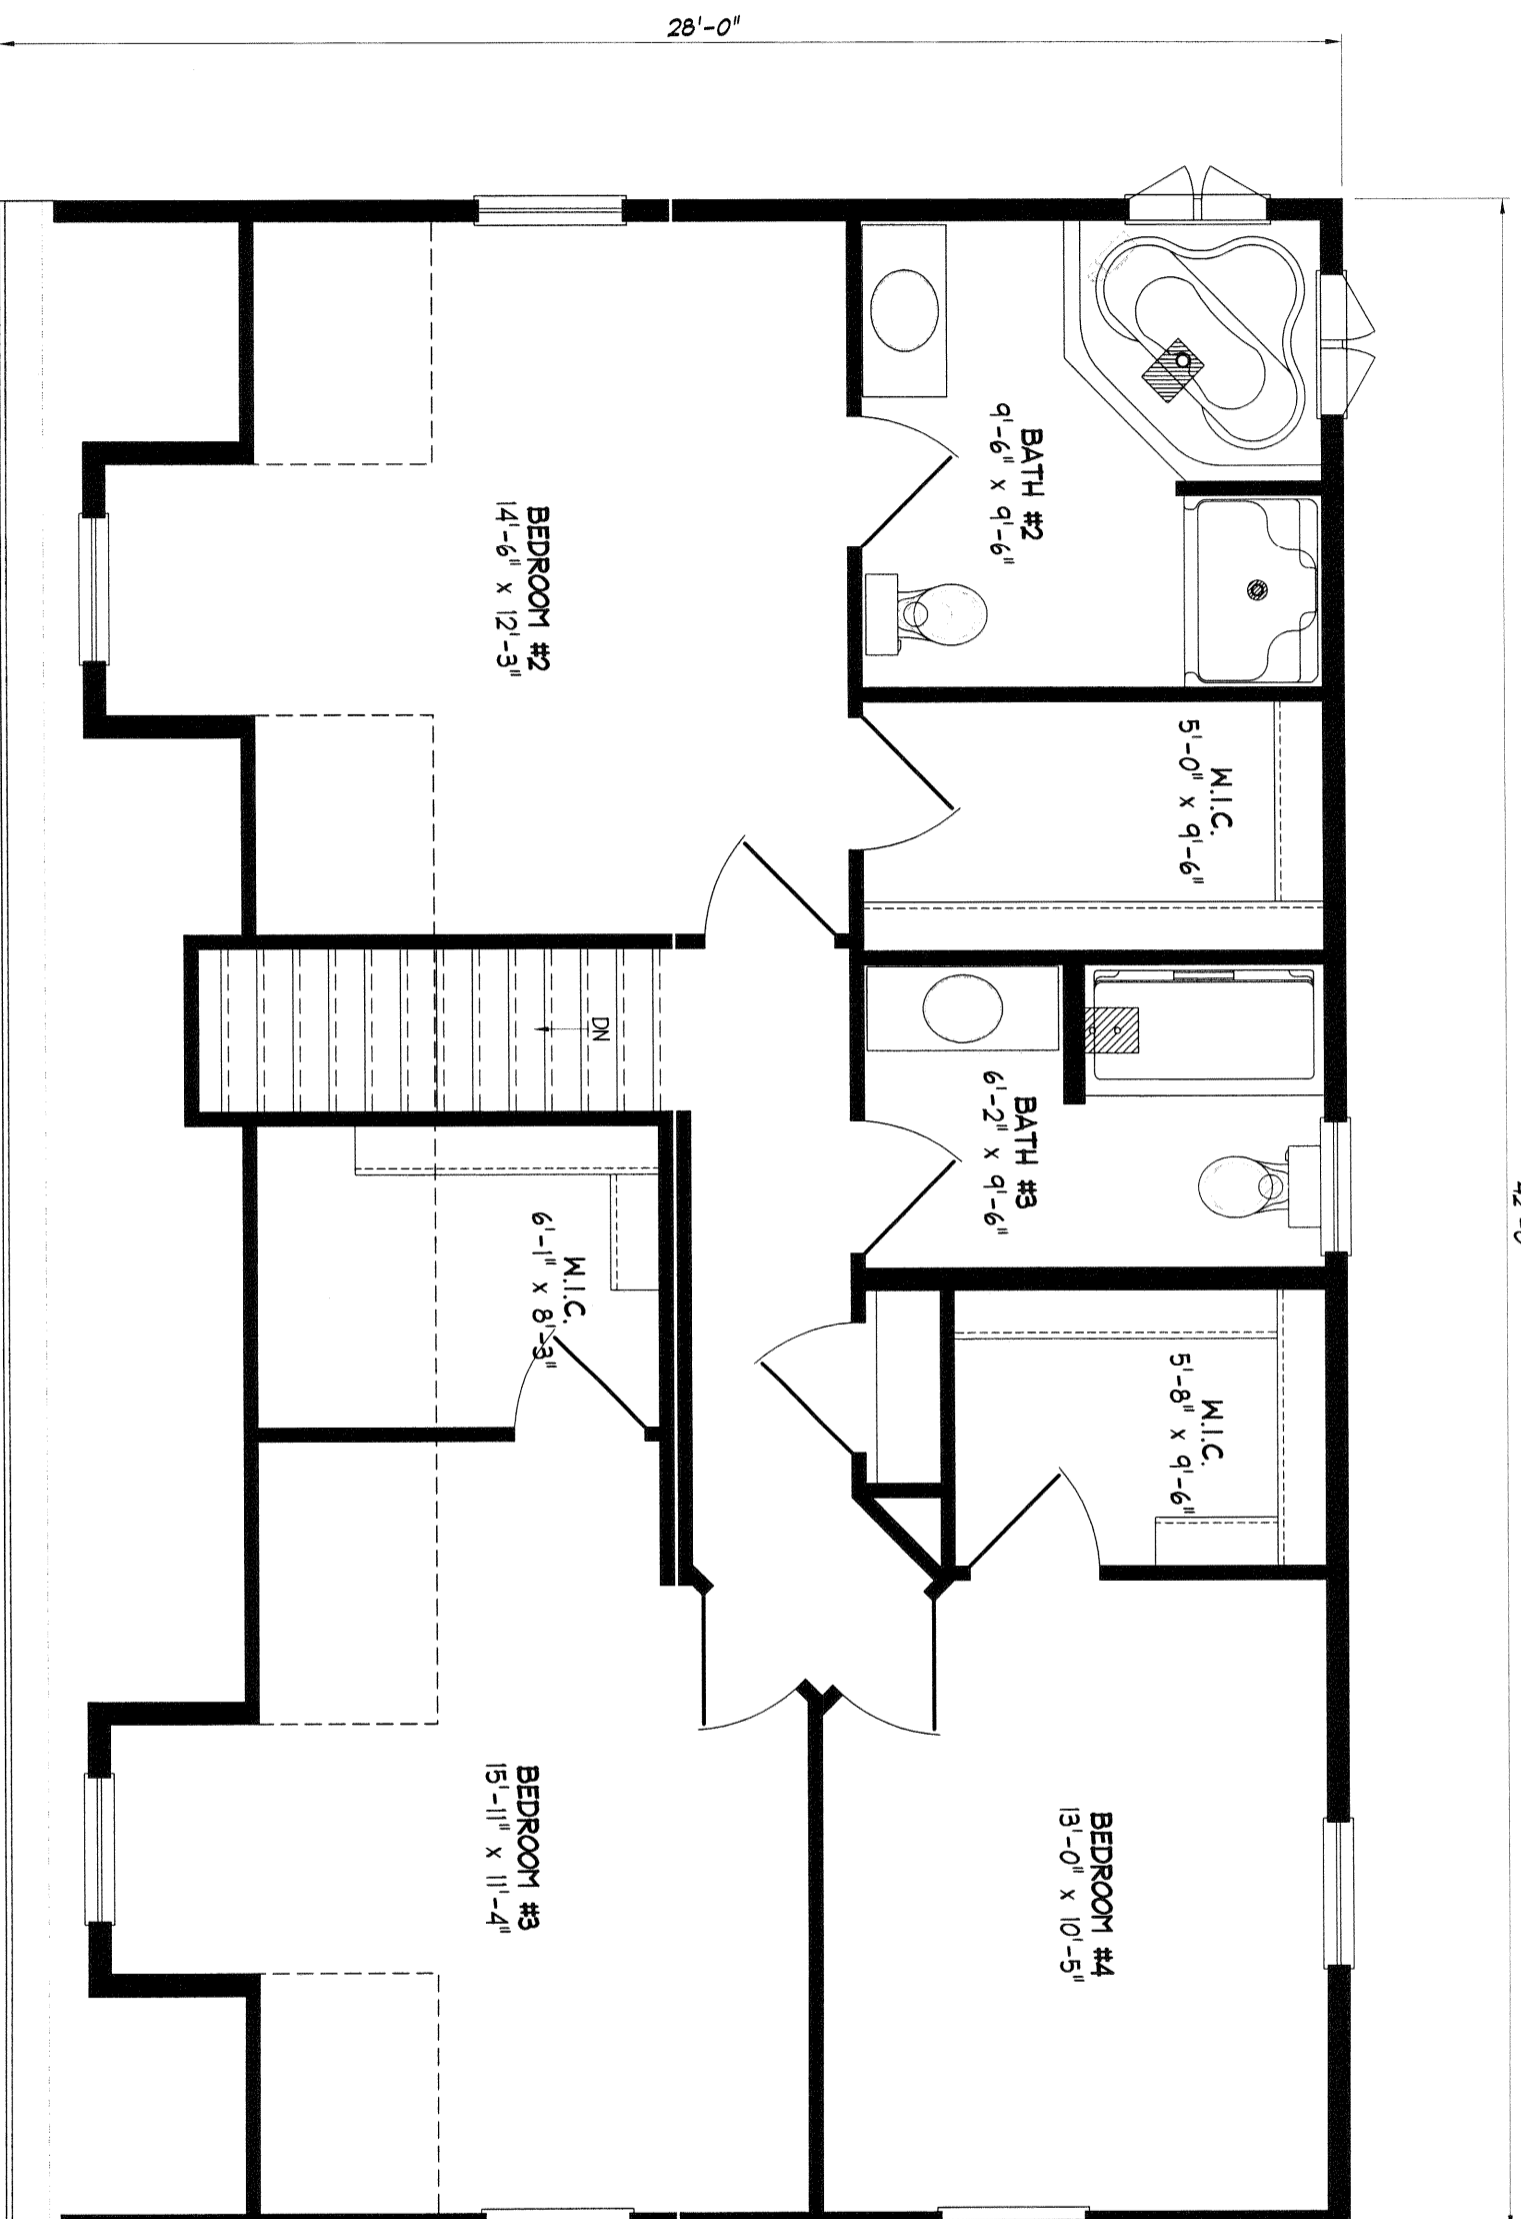 28'-0"
BATH #2
9'-6" x 9'-6"
BEDROOM #2
14'-6" x 12'-3"
W.I.C.
5'-0" x 9'-6"
DN
BATH #3
6'-2" x 9'-6"
W.I.C.
6'-1" x 8'-3"
W.I.C.
5'-8" x 9'-6"
BEDROOM #3
15'-11" x 11'-4"
BEDROOM #4
13'-0" x 10'-5"